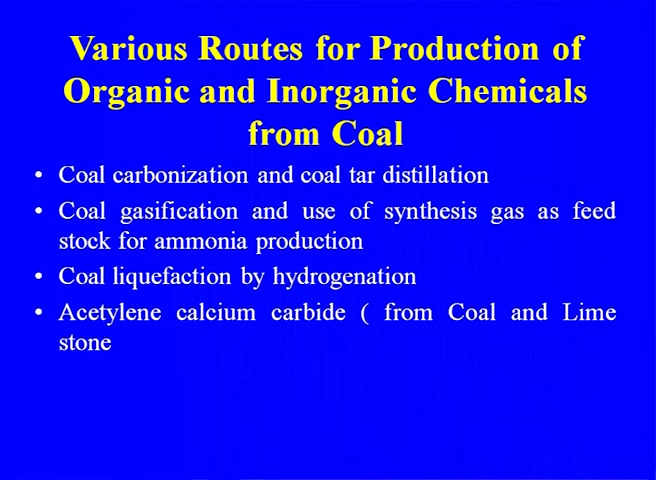 Various Routes for Production of
Organic and Inorganic Chemicals
from Coal
• Coal carbonization and coal tar distillation
• Coal gasification and use of synthesis gas as feed
stock for ammonia production
• Coal liquefaction by hydrogenation
• Acetylene calcium carbide ( from Coal and Lime
stone